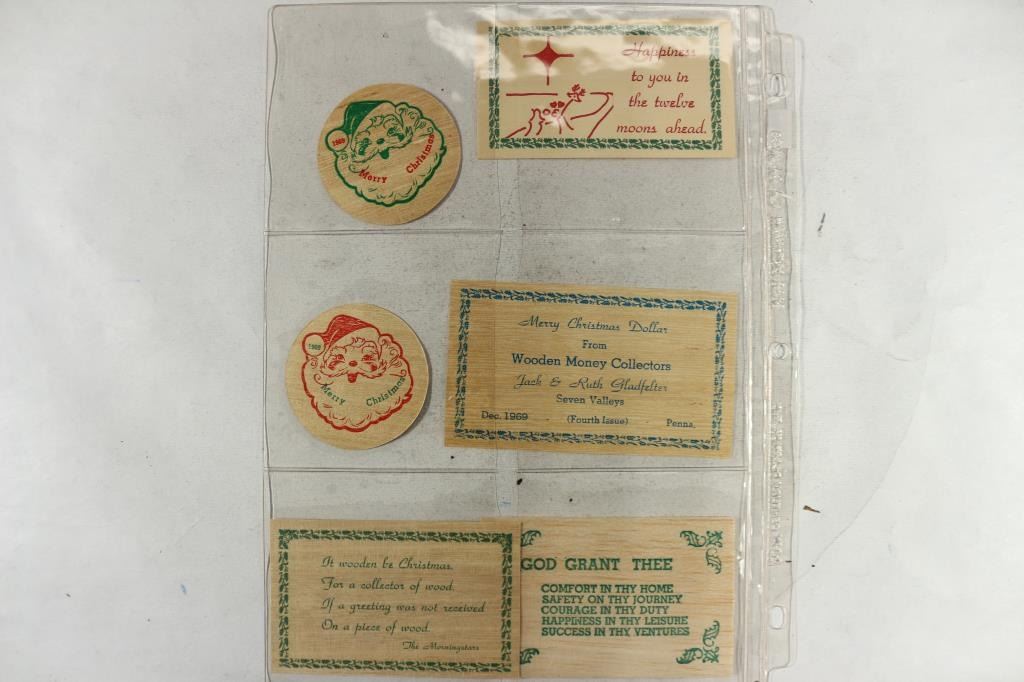 1969
Merry Christmas
Happiness
to you in
the twelve
moons ahead.
1969
Merry Christmas
Merry Christmas Dollar
From
Wooden Money Collectors
Jack & Ruth Gladfelter
Seven Valleys
Dec. 1969 (Fourth Issue) Penna.
It wooden be Christmas.
For a collector of wood.
If a greeting was not received
On a piece of wood.
The Morningstars
GOD GRANT THEE
COMFORT IN THY HOME
SAFETY ON THY JOURNEY
COURAGE IN THY DUTY
HAPPINESS IN THY LEISURE
SUCCESS IN THY VENTURES